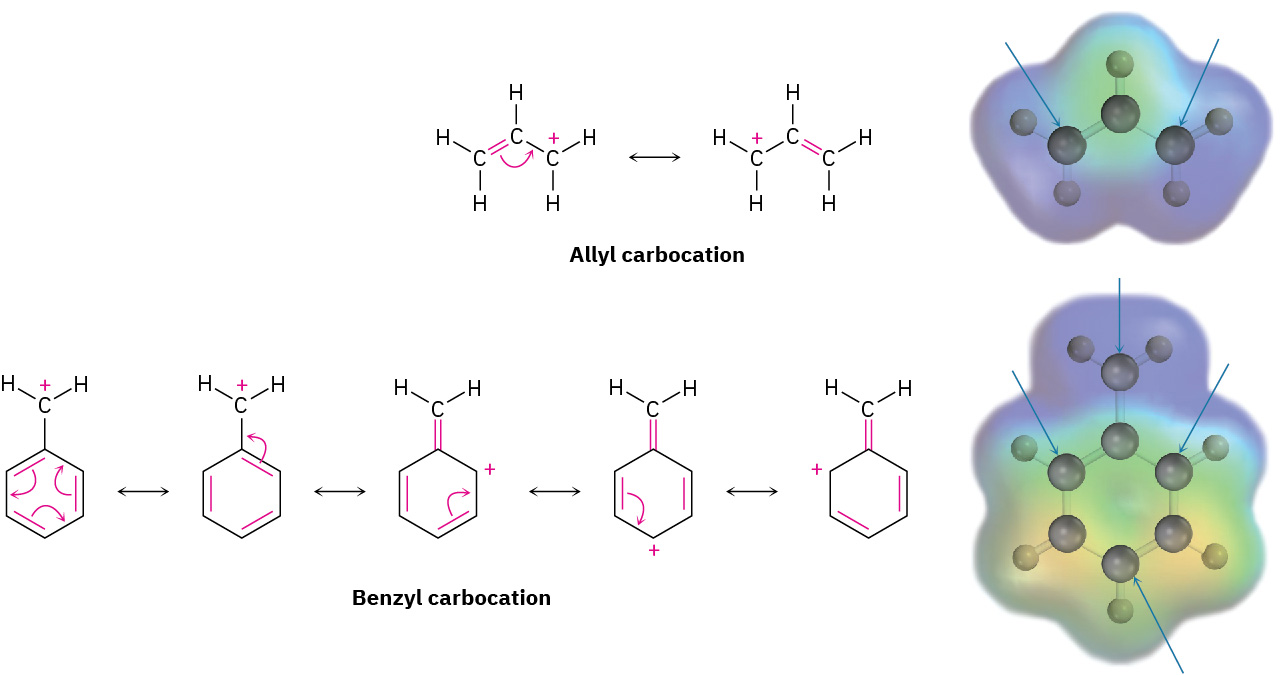 H H
H C + H H + C H
C C C C
H H H H
Allyl carbocation
H + H H + H H H H H H H
C C C C C
+ +
+
Benzyl carbocation